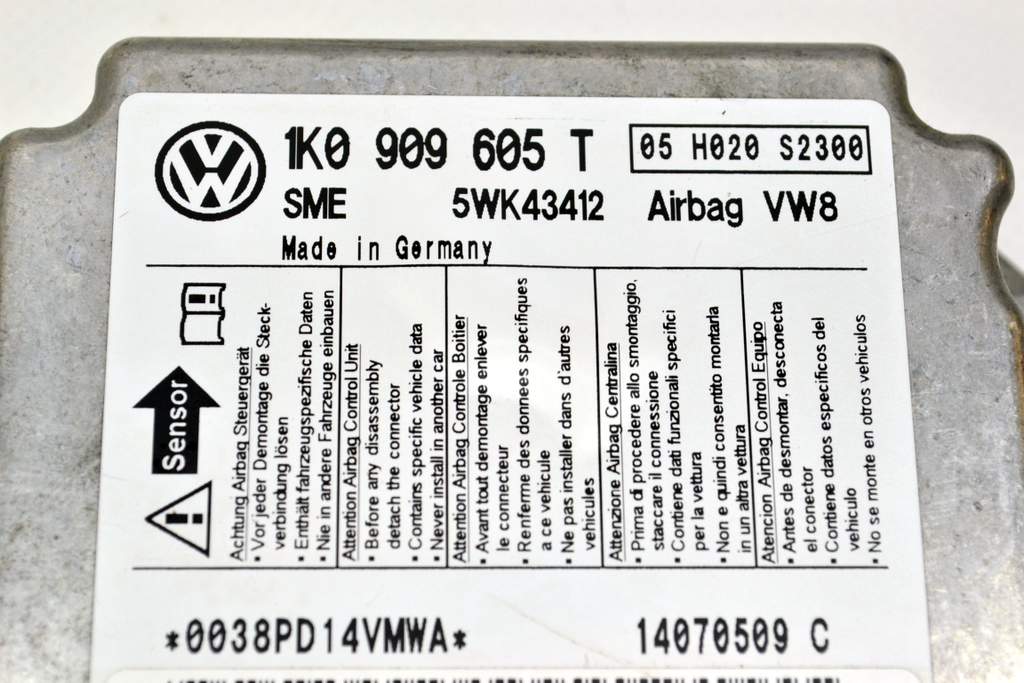 1K0 909 605 T
05 H020 S2300
SME 5WK43412 Airbag VW8
Made in Germany
Sensor
Achtung Airbag Steuergerät
• Vor jeder Demontage die Steck-
verbindung lösen
• Enthält fahrzeugspezifische Daten
• Nie in andere Fahrzeuge einbauen
Attention Airbag Control Unit
• Before any disassembly
detach the connector
• Contains specific vehicle data
• Never install in another car
Attention Airbag Controle Boitier
• Avant tout demontage enlever
le connecteur
• Renferme des donnees specifiques
a ce vehicule
• Ne pas installer dans d'autres
vehicules
Attenzione Airbag Centralina
• Prima di procedere allo smontaggio,
staccare il connessione
• Contiene dati funzionali specifici
per la vettura
• Non e quindi consentito montarla
in un altra vettura
Atencion Airbag Control Equipo
• Antes de desmontar, desconecta
el conector
• Contiene datos especificos del
vehiculo
• No se monte en otros vehiculos
*0038PD14VMWA* 14070509 C